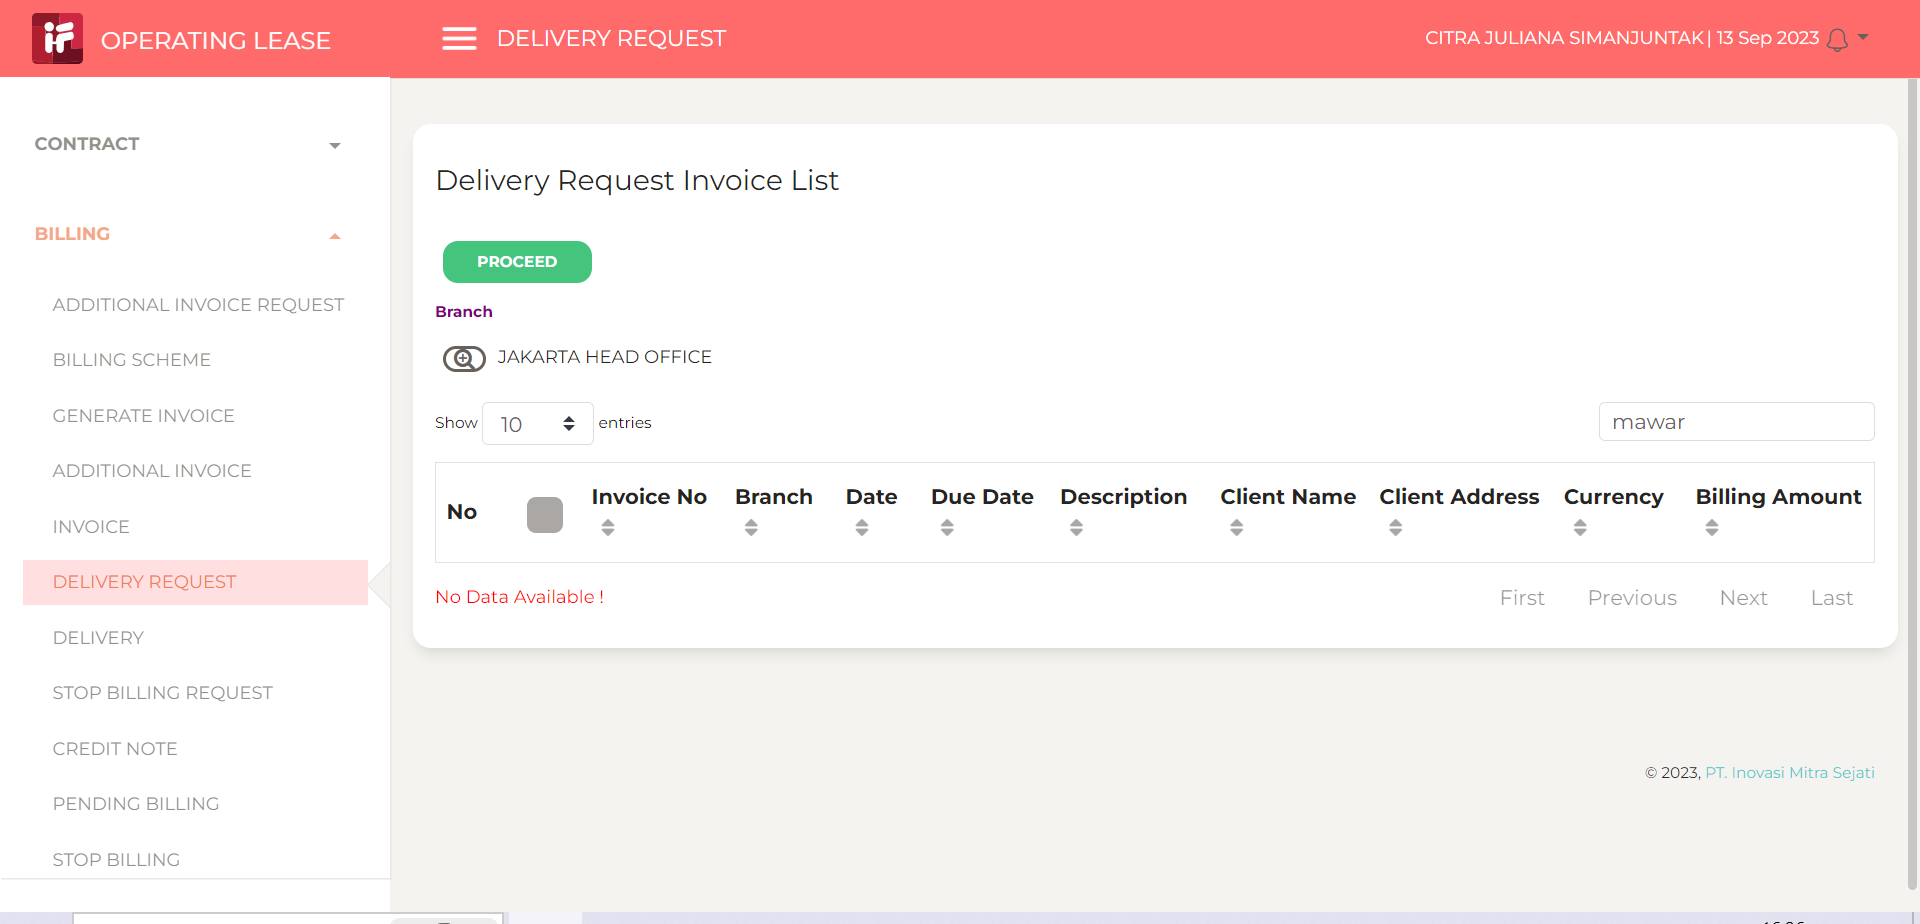 iF OPERATING LEASE
DELIVERY REQUEST
CITRA JULIANA SIMANJUNTAK | 13 Sep 2023
CONTRACT
BILLING
ADDITIONAL INVOICE REQUEST
BILLING SCHEME
GENERATE INVOICE
ADDITIONAL INVOICE
INVOICE
DELIVERY REQUEST
DELIVERY
STOP BILLING REQUEST
CREDIT NOTE
PENDING BILLING
STOP BILLING
Delivery Request Invoice List
PROCEED
Branch
JAKARTA HEAD OFFICE
Show 10 entries
mawar
No Invoice No Branch Date Due Date Description Client Name Client Address Currency Billing Amount
No Data Available !
First Previous Next Last
© 2023, PT. Inovasi Mitra Sejati